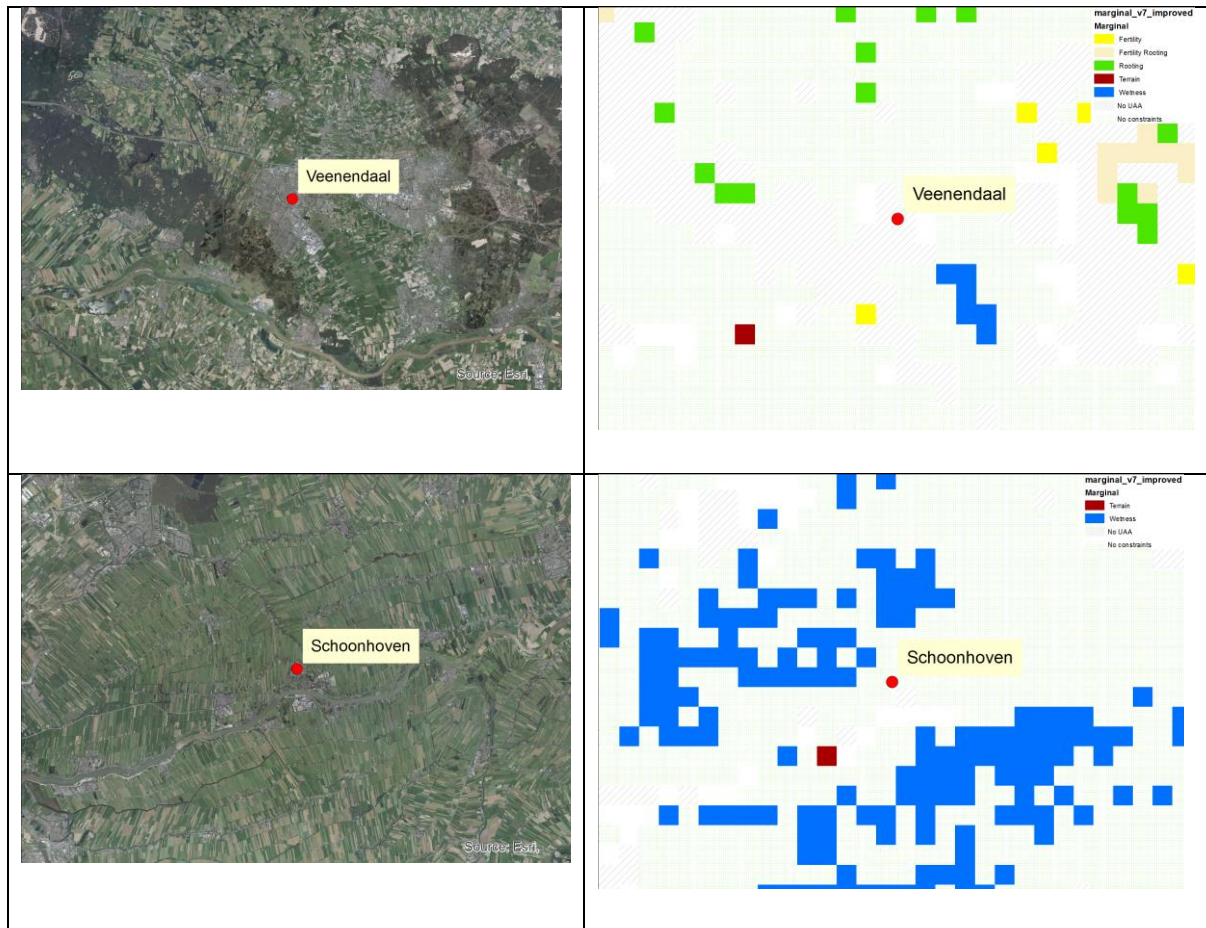 Veenendaal
Source: Esri,
marginal_v7_improved
Marginal
Fertility
Fertility Rooting
Rooting
Terrain
Wetness
No UAA
No constraints
Veenendaal
Schoonhoven
Source: Esri,
marginal_v7_improved
Marginal
Terrain
Wetness
No UAA
No constraints
Schoonhoven